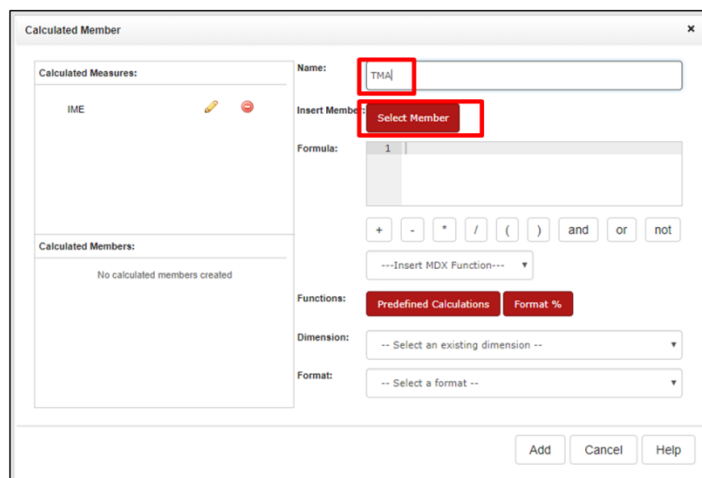 Calculated Member
×
Calculated Measures:
IME
Calculated Members:
No calculated members created
Name:
TMA
Insert Member:
Select Member
Formula:
1
+ - * / ( ) and or not
---Insert MDX Function---
Functions:
Predefined Calculations Format %
Dimension:
-- Select an existing dimension --
Format:
-- Select a format --
Add Cancel Help